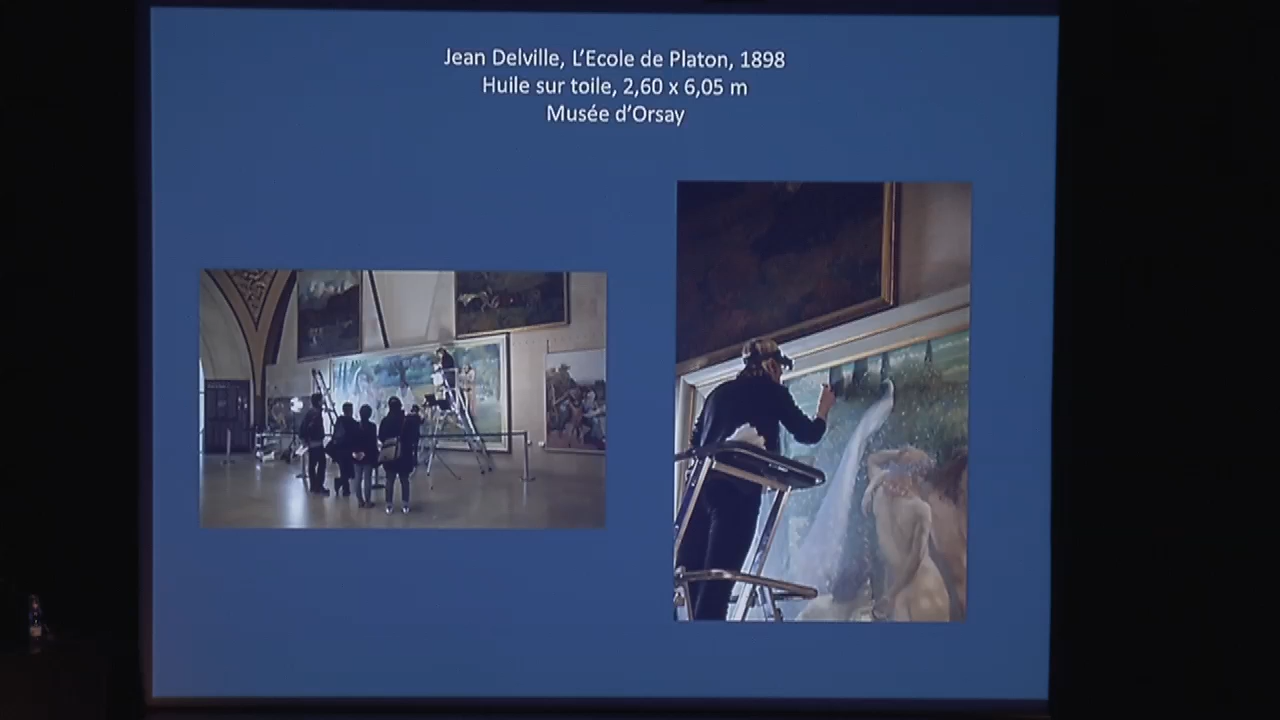 Jean Delville, L’Ecole de Platon, 1898
Huile sur toile, 2,60 x 6,05 m
Musée d’Orsay